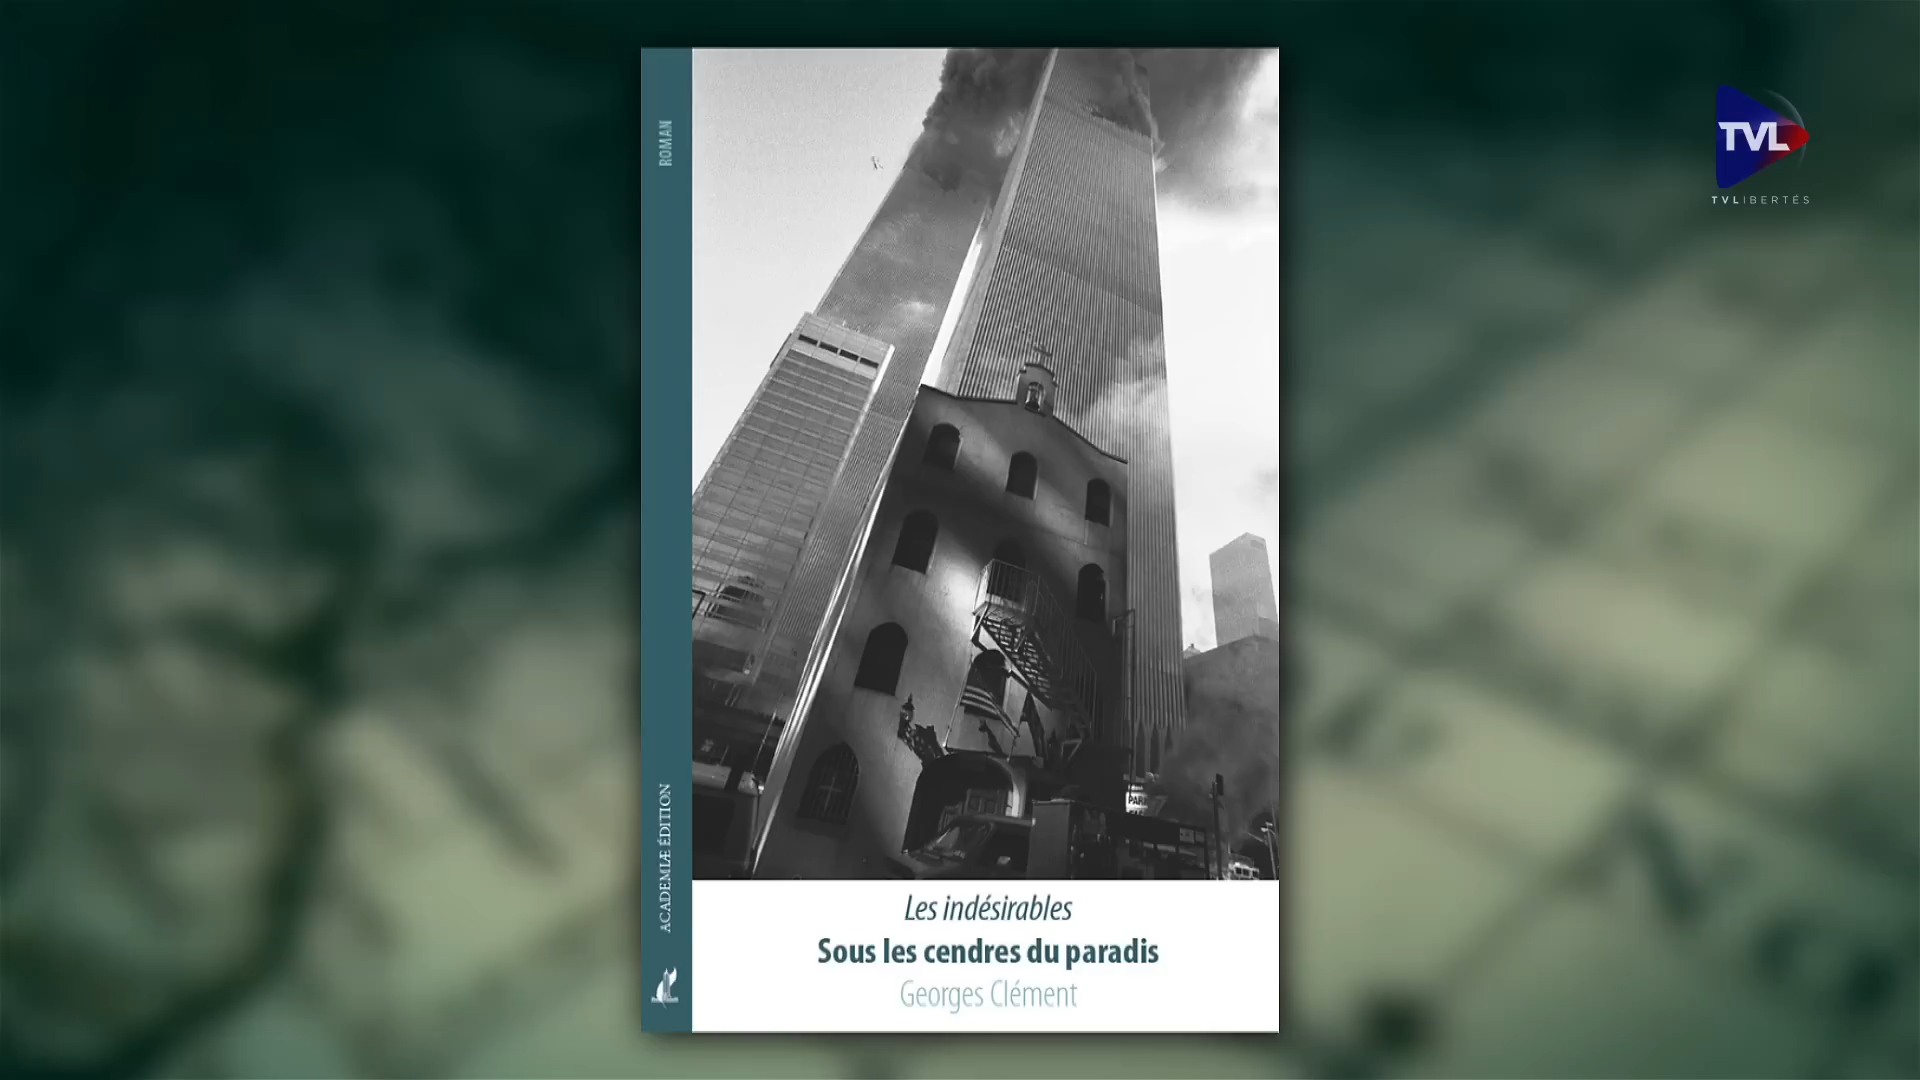 ROMAN
ACADEMIÆ ÉDITION
Les indésirables
Sous les cendres du paradis
Georges Clément
TVL
TVLIBERTÉS